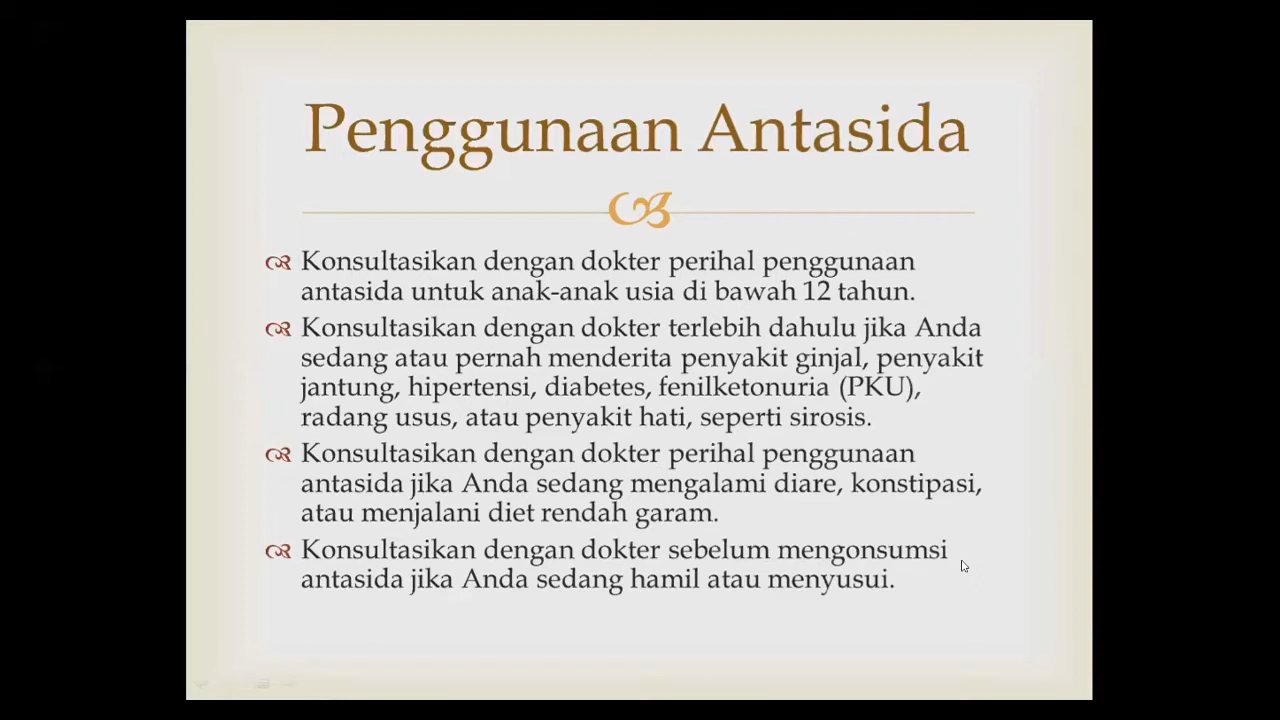 Penggunaan Antasida
Konsultasikan dengan dokter perihal penggunaan
antasida untuk anak-anak usia di bawah 12 tahun.
Konsultasikan dengan dokter terlebih dahulu jika Anda
sedang atau pernah menderita penyakit ginjal, penyakit
jantung, hipertensi, diabetes, fenilketonuria (PKU),
radang usus, atau penyakit hati, seperti sirosis.
Konsultasikan dengan dokter perihal penggunaan
antasida jika Anda sedang mengalami diare, konstipasi,
atau menjalani diet rendah garam.
Konsultasikan dengan dokter sebelum mengonsumsi
antasida jika Anda sedang hamil atau menyusui.